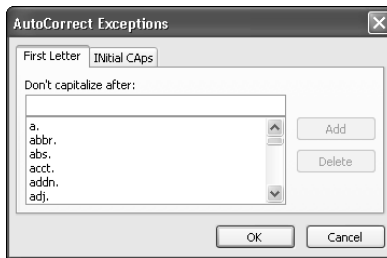 AutoCorrect Exceptions
First Letter INitial CAps
Don't capitalize after:
a.
abbr.
abs.
acct.
addn.
adj.
Add
Delete
OK Cancel